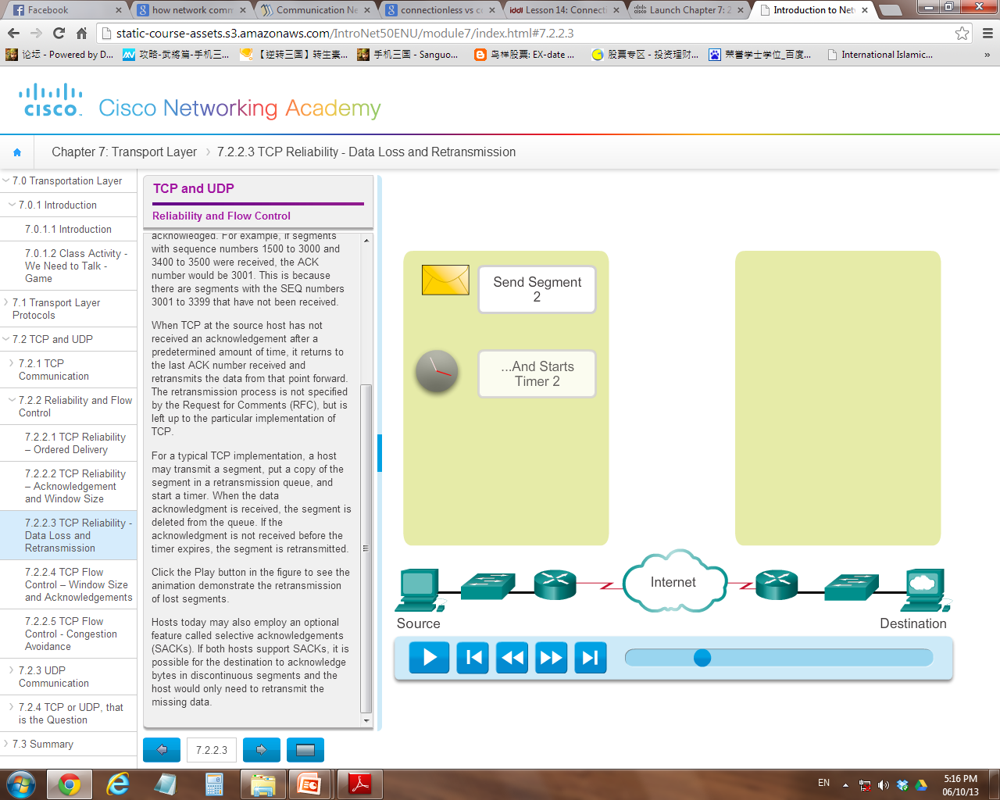 Facebook
how network comm
Communication Ne
connectionless vs c
Lesson 14: Connecti
Launch Chapter 7: 2
Introduction to Net
static-course-assets.s3.amazonaws.com/IntroNet50ENU/module7/index.html#7.2.2.3
论坛 - Powered by D...
攻略-武将篇-手机三...
【逆转三国】转生素...
手机三国 - Sanguo...
鸟样股票: EX-date ...
股票专区 - 投资理财...
荣誉学士学位_百度...
International Islamic...
»
cisco.
Cisco Networking Academy
Chapter 7: Transport Layer
7.2.2.3 TCP Reliability - Data Loss and Retransmission
7.0 Transportation Layer
7.0.1 Introduction
7.0.1.1 Introduction
7.0.1.2 Class Activity -
We Need to Talk -
Game
7.1 Transport Layer
Protocols
7.2 TCP and UDP
7.2.1 TCP
Communication
7.2.2 Reliability and Flow
Control
7.2.2.1 TCP Reliability
– Ordered Delivery
7.2.2.2 TCP Reliability
– Acknowledgement
and Window Size
7.2.2.3 TCP Reliability -
Data Loss and
Retransmission
7.2.2.4 TCP Flow
Control – Window Size
and Acknowledgements
7.2.2.5 TCP Flow
Control - Congestion
Avoidance
7.2.3 UDP
Communication
7.2.4 TCP or UDP, that
is the Question
7.3 Summary
TCP and UDP
Reliability and Flow Control
acknowledged. For example, if segments
with sequence numbers 1500 to 3000 and
3400 to 3500 were received, the ACK
number would be 3001. This is because
there are segments with the SEQ numbers
3001 to 3399 that have not been received.
When TCP at the source host has not
received an acknowledgement after a
predetermined amount of time, it returns to
the last ACK number received and
retransmits the data from that point forward.
The retransmission process is not specified
by the Request for Comments (RFC), but is
left up to the particular implementation of
TCP.
For a typical TCP implementation, a host
may transmit a segment, put a copy of the
segment in a retransmission queue, and
start a timer. When the data
acknowledgment is received, the segment is
deleted from the queue. If the
acknowledgment is not received before the
timer expires, the segment is retransmitted.
Click the Play button in the figure to see the
animation demonstrate the retransmission
of lost segments.
Hosts today may also employ an optional
feature called selective acknowledgements
(SACKs). If both hosts support SACKs, it is
possible for the destination to acknowledge
bytes in discontinuous segments and the
host would only need to retransmit the
missing data.
7.2.2.3
Send Segment
2
...And Starts
Timer 2
Internet
Source
Destination
EN
5:16 PM
06/10/13